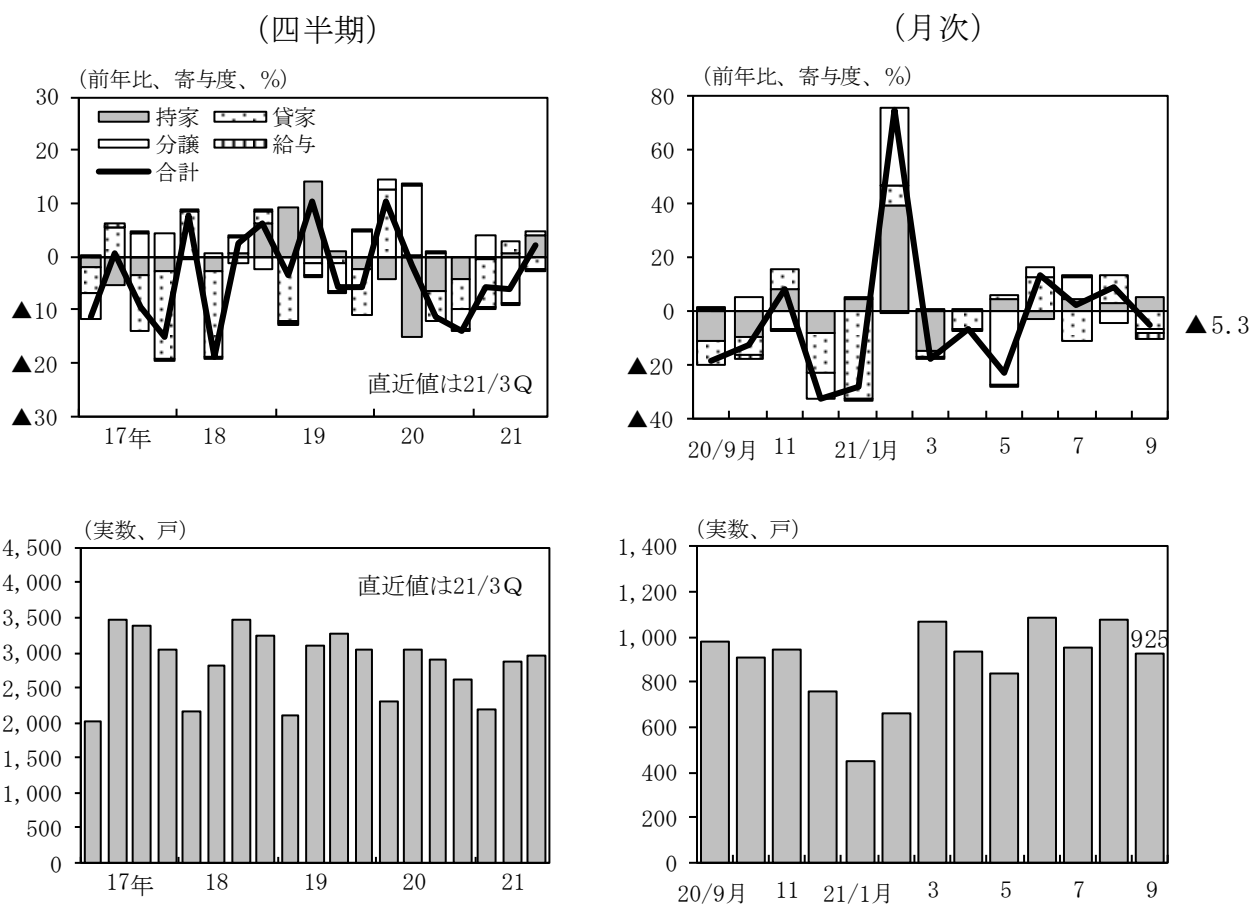 (四半期)
(前年比、寄与度、%)
30
20
10
0
▲10
▲20
▲30
持家
貸家
分譲
給与
合計
直近値は21/3Q
17年 18 19 20 21
(月次)
(前年比、寄与度、%)
80
60
40
20
0
▲20
▲40
▲5.3
20/9月 11 21/1月 3 5 7 9
(実数、戸)
4,500
4,000
3,500
3,000
2,500
2,000
1,500
1,000
500
0
直近値は21/3Q
17年 18 19 20 21
(実数、戸)
1,400
1,200
1,000
800
600
400
200
0
925
20/9月 11 21/1月 3 5 7 9